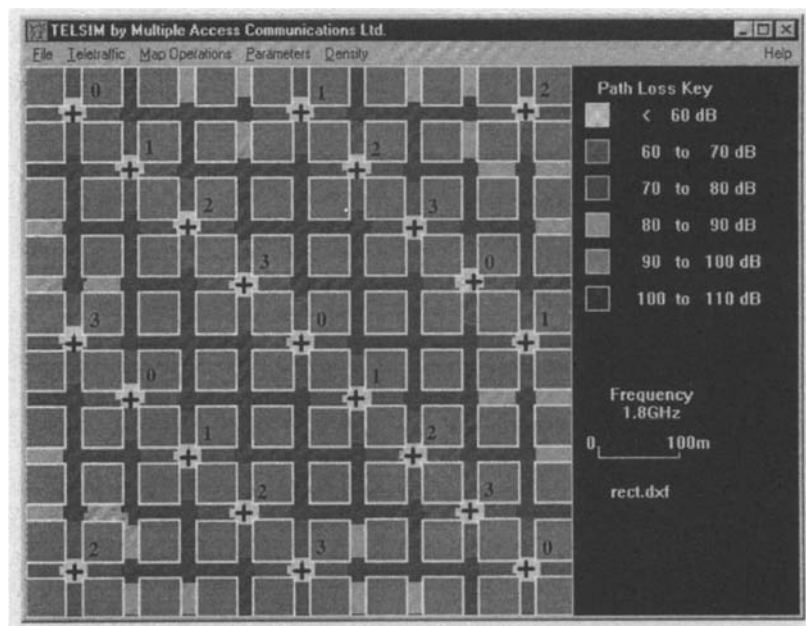 TELSIM by Multiple Access Communications Ltd.
File Teletraffic Map Operations Parameters Density Help
0 1 2
1 2
2 3
3 0
3 0 1
0 1
1 2
2 3
2 3 0
Path Loss Key
< 60 dB
60 to 70 dB
70 to 80 dB
80 to 90 dB
90 to 100 dB
100 to 110 dB
Frequency
1.8GHz
0 100m
rect.dxf